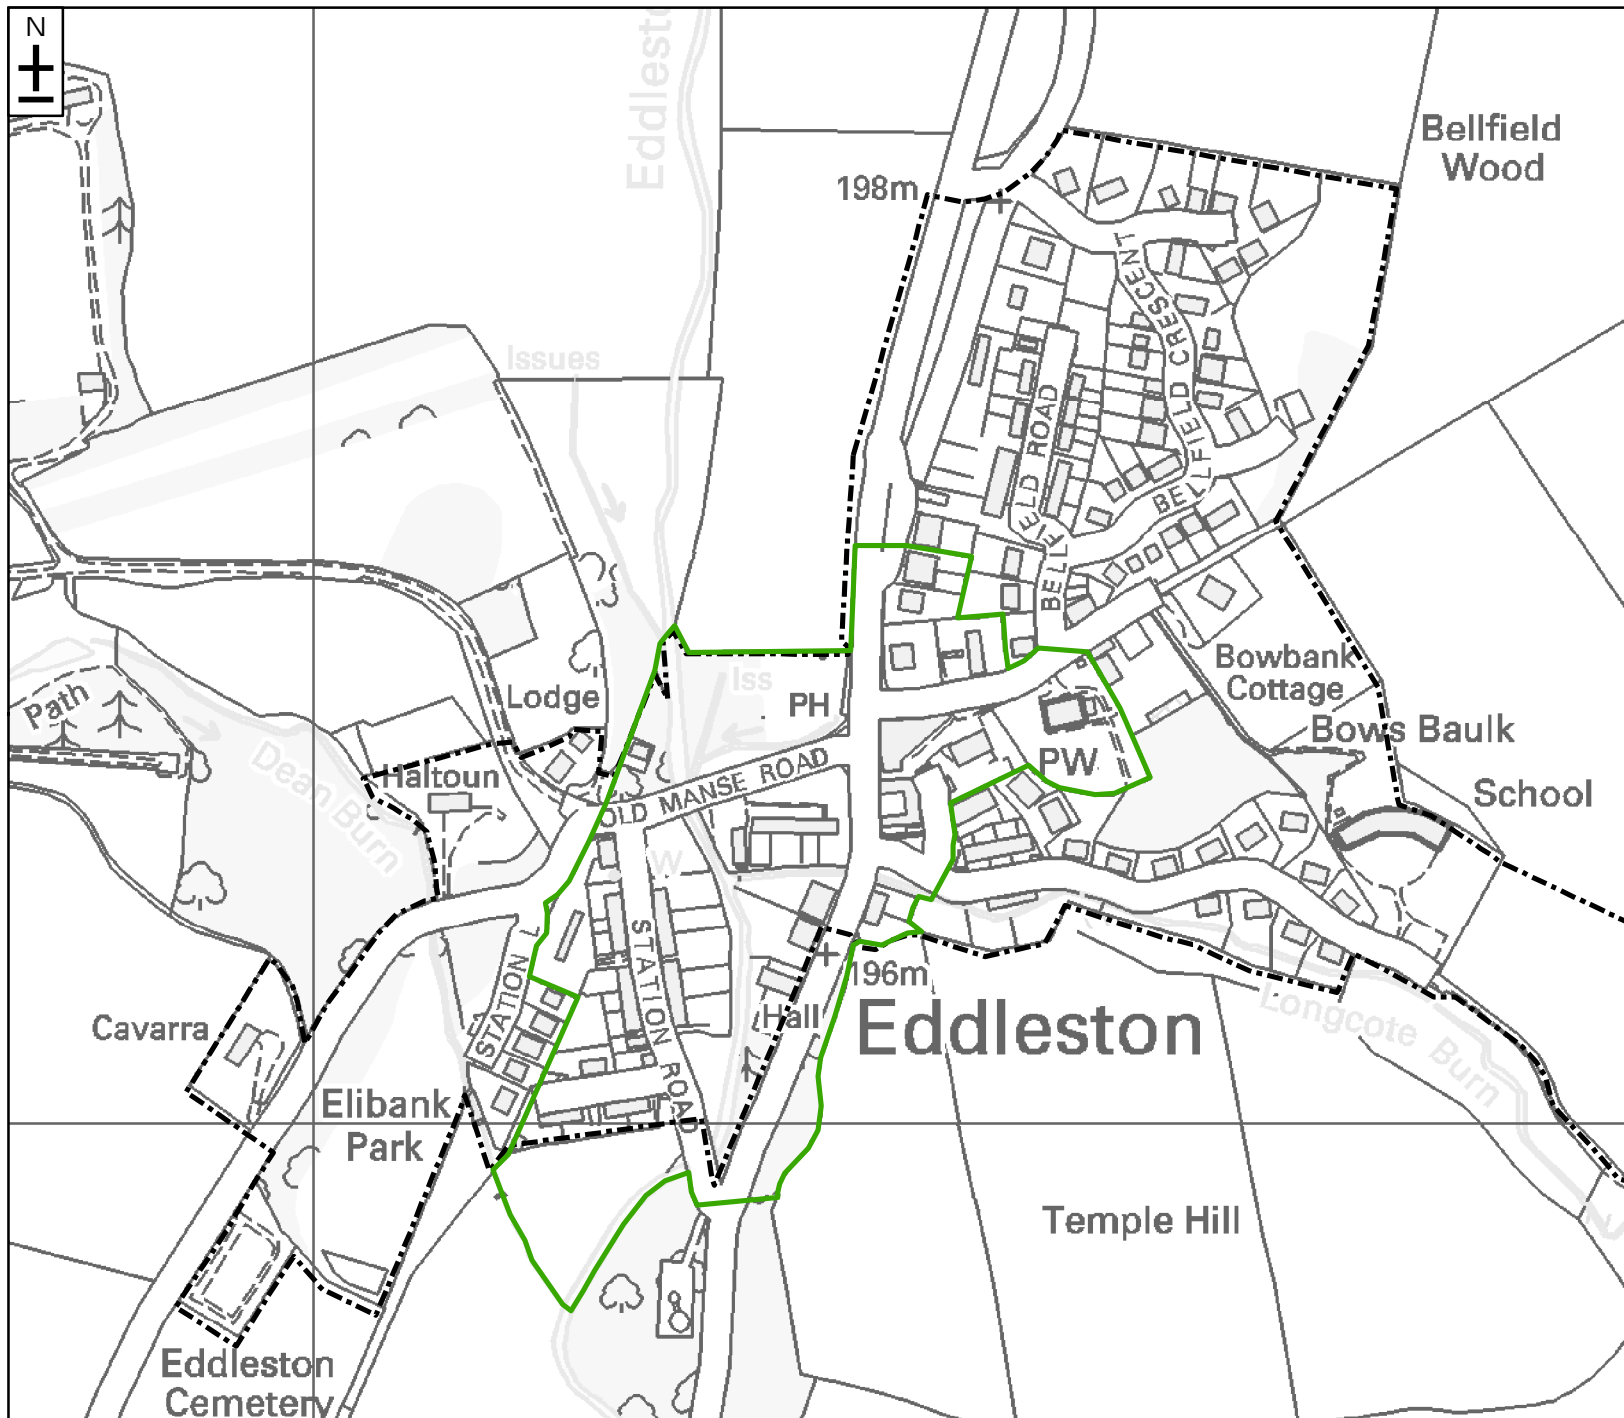 N
Eddlest
Bellfield
Wood
198m
BELLFIELD CRESCENT
Issues
BELLFIELD ROAD
Bowbank
Cottage
Path
Lodge
Iss
PH
Bows Baulk
Dean Burn
Haltoun
OLD MANSE ROAD
PW
School
W
STATION ROAD
STATION L
196m
Hall
Eddleston
Cavarra
Longcote Burn
Elibank
Park
Temple Hill
Eddleston
Cemetery